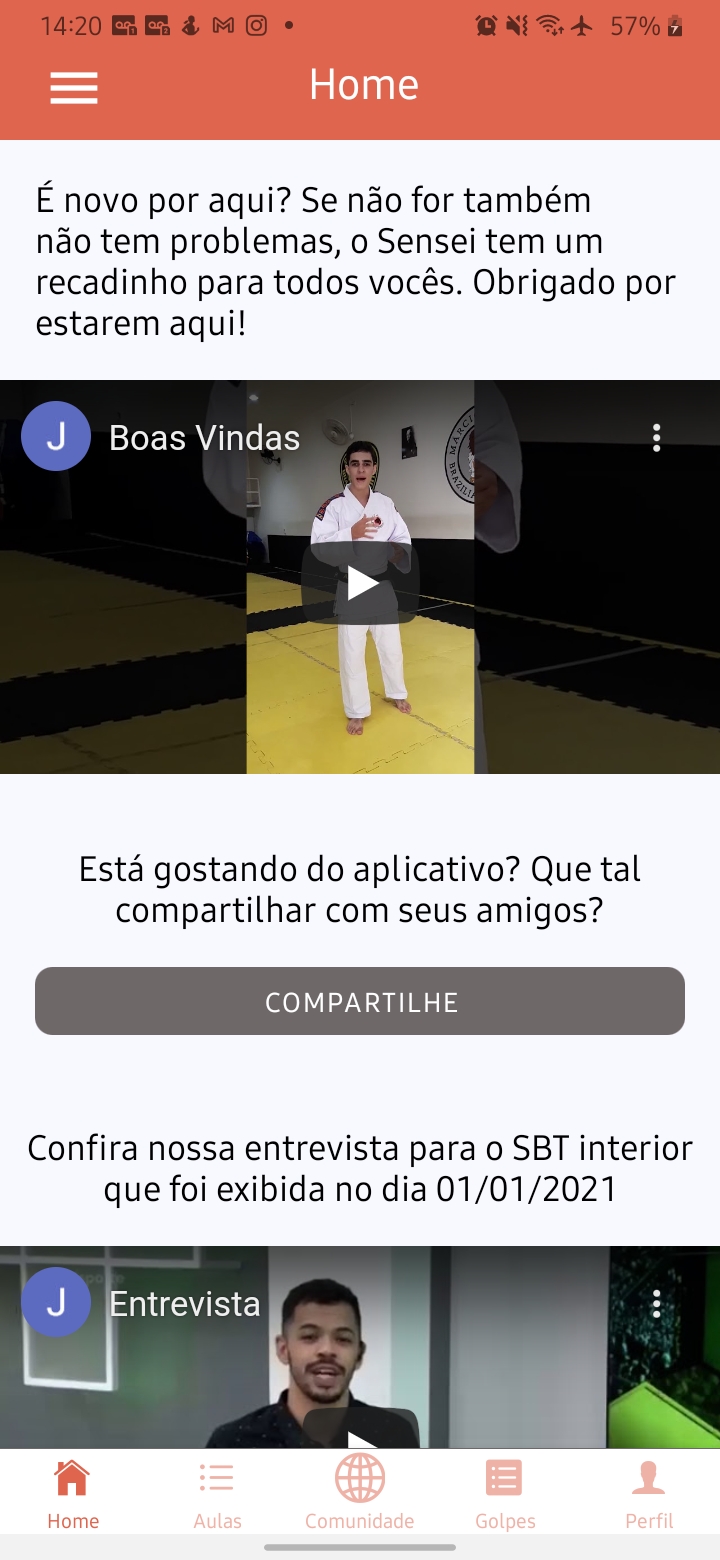 14:20
57%
Home
É novo por aqui? Se não for também
não tem problemas, o Sensei tem um
recadinho para todos vocês. Obrigado por
estarem aqui!
J Boas Vindas
MARCI
BRAZILIA
Está gostando do aplicativo? Que tal
compartilhar com seus amigos?
COMPARTILHE
Confira nossa entrevista para o SBT interior
que foi exibida no dia 01/01/2021
J Entrevista
Home
Aulas
Comunidade
Golpes
Perfil